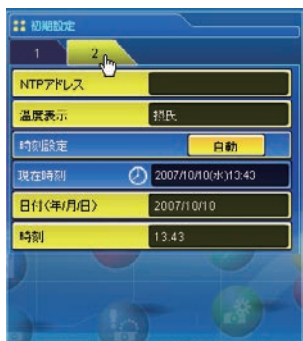 初期設定
1 2
NTPアドレス
温度表示 摂氏
時刻設定 自動
現在時刻 2007/10/10(水)13:43
日付(年/月/日) 2007/10/10
時刻 13:43